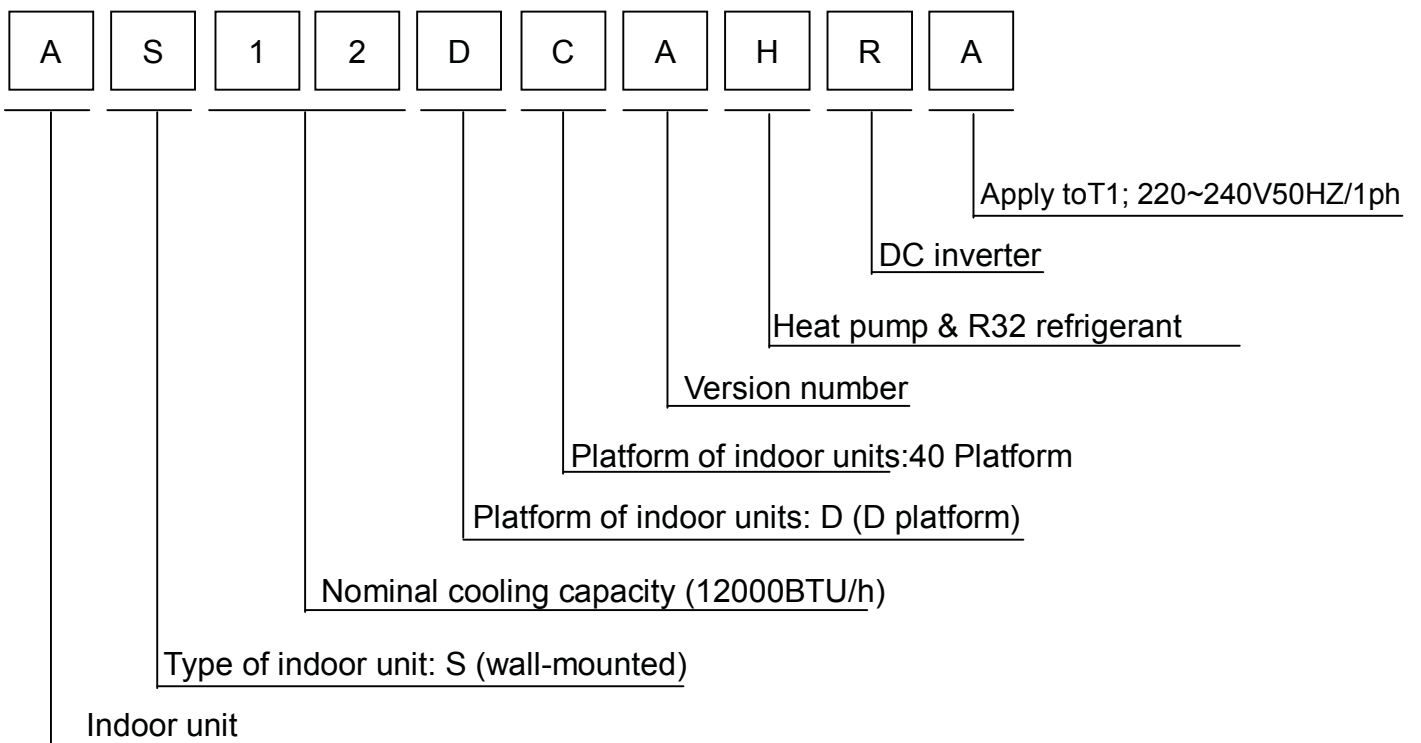 A S 1 2 D C A H R A
Apply toT1; 220~240V50HZ/1ph
DC inverter
Heat pump & R32 refrigerant
Version number
Platform of indoor units:40 Platform
Platform of indoor units: D (D platform)
Nominal cooling capacity (12000BTU/h)
Type of indoor unit: S (wall-mounted)
Indoor unit